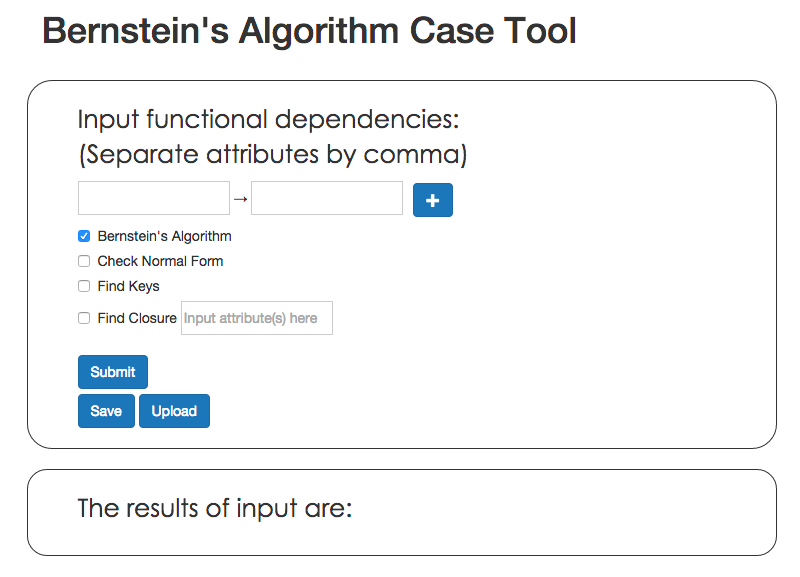 Bernstein's Algorithm Case Tool
Input functional dependencies:
(Separate attributes by comma)
→ +
Bernstein's Algorithm
Check Normal Form
Find Keys
Find Closure Input attribute(s) here
Submit
Save Upload
The results of input are: